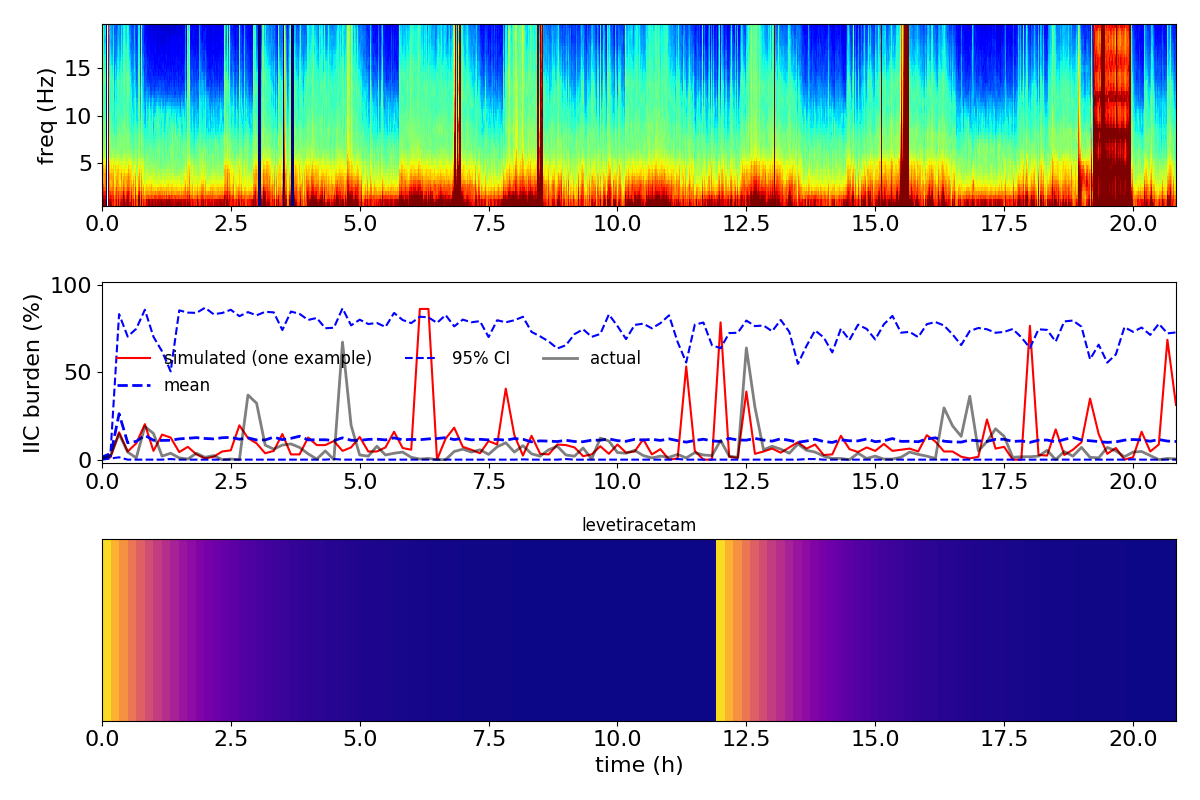 freq (Hz)
15
10
5
0.0 2.5 5.0 7.5 10.0 12.5 15.0 17.5 20.0
IIC burden (%)
100
50
0
simulated (one example) 95% CI actual
mean
0.0 2.5 5.0 7.5 10.0 12.5 15.0 17.5 20.0
levetiracetam
0.0 2.5 5.0 7.5 10.0 12.5 15.0 17.5 20.0
time (h)